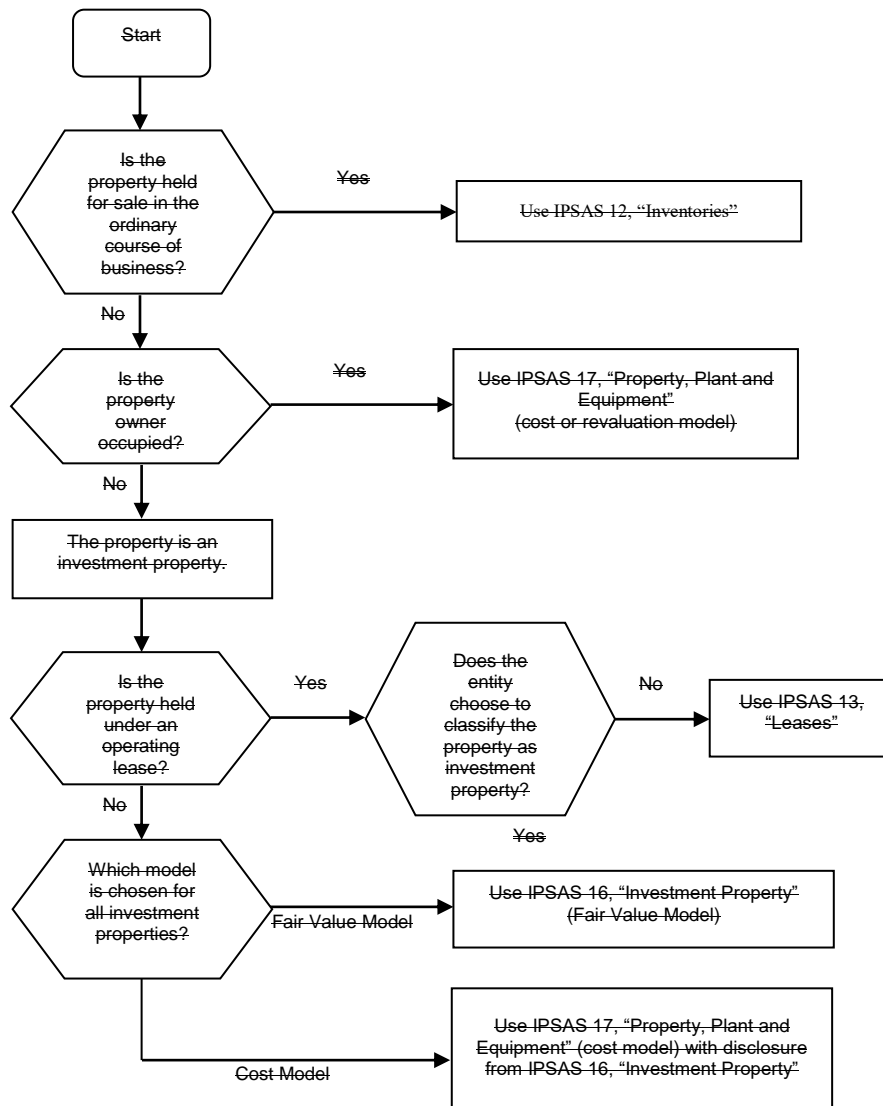 Start
Is the
property held
for sale in the
ordinary
course of
business?
Yes
Use IPSAS 12, “Inventories”
No
Is the
property
owner
occupied?
Yes
Use IPSAS 17, “Property, Plant and
Equipment”
(cost or revaluation model)
No
The property is an
investment property.
Is the
property held
under an
operating
lease?
Yes
Does the
entity
choose to
classify the
property as
investment
property?
No
Use IPSAS 13,
“Leases”
No
Yes
Which model
is chosen for
all investment
properties?
Fair Value Model
Use IPSAS 16, “Investment Property”
(Fair Value Model)
Cost Model
Use IPSAS 17, “Property, Plant and
Equipment” (cost model) with disclosure
from IPSAS 16, “Investment Property”